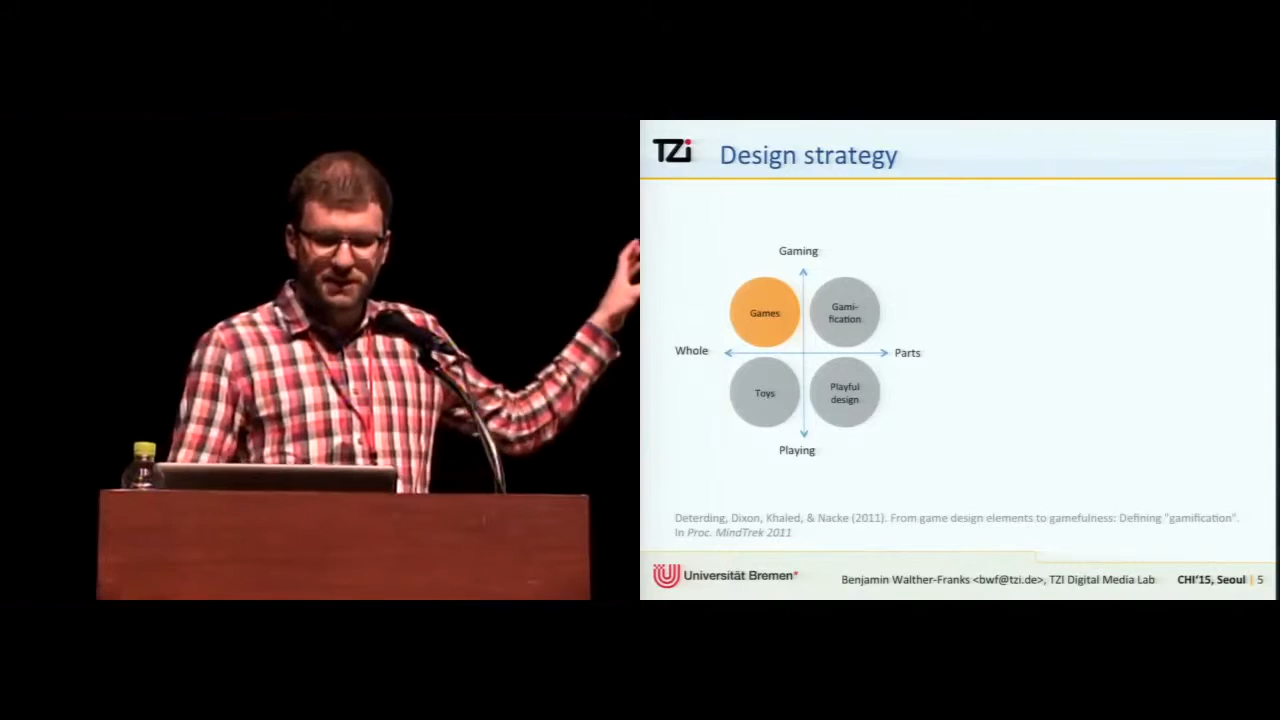 TZi
Design strategy
Gaming
Games
Gami-
fication
Whole
Parts
Toys
Playful
design
Playing
Deterding, Dixon, Khaled, & Nacke (2011). From game design elements to gamefulness: Defining "gamification".
In Proc. MindTrek 2011
Universität Bremen*
Benjamin Walther-Franks <bwf@tzi.de>, TZI Digital Media Lab
CHI'15, Seoul | 5